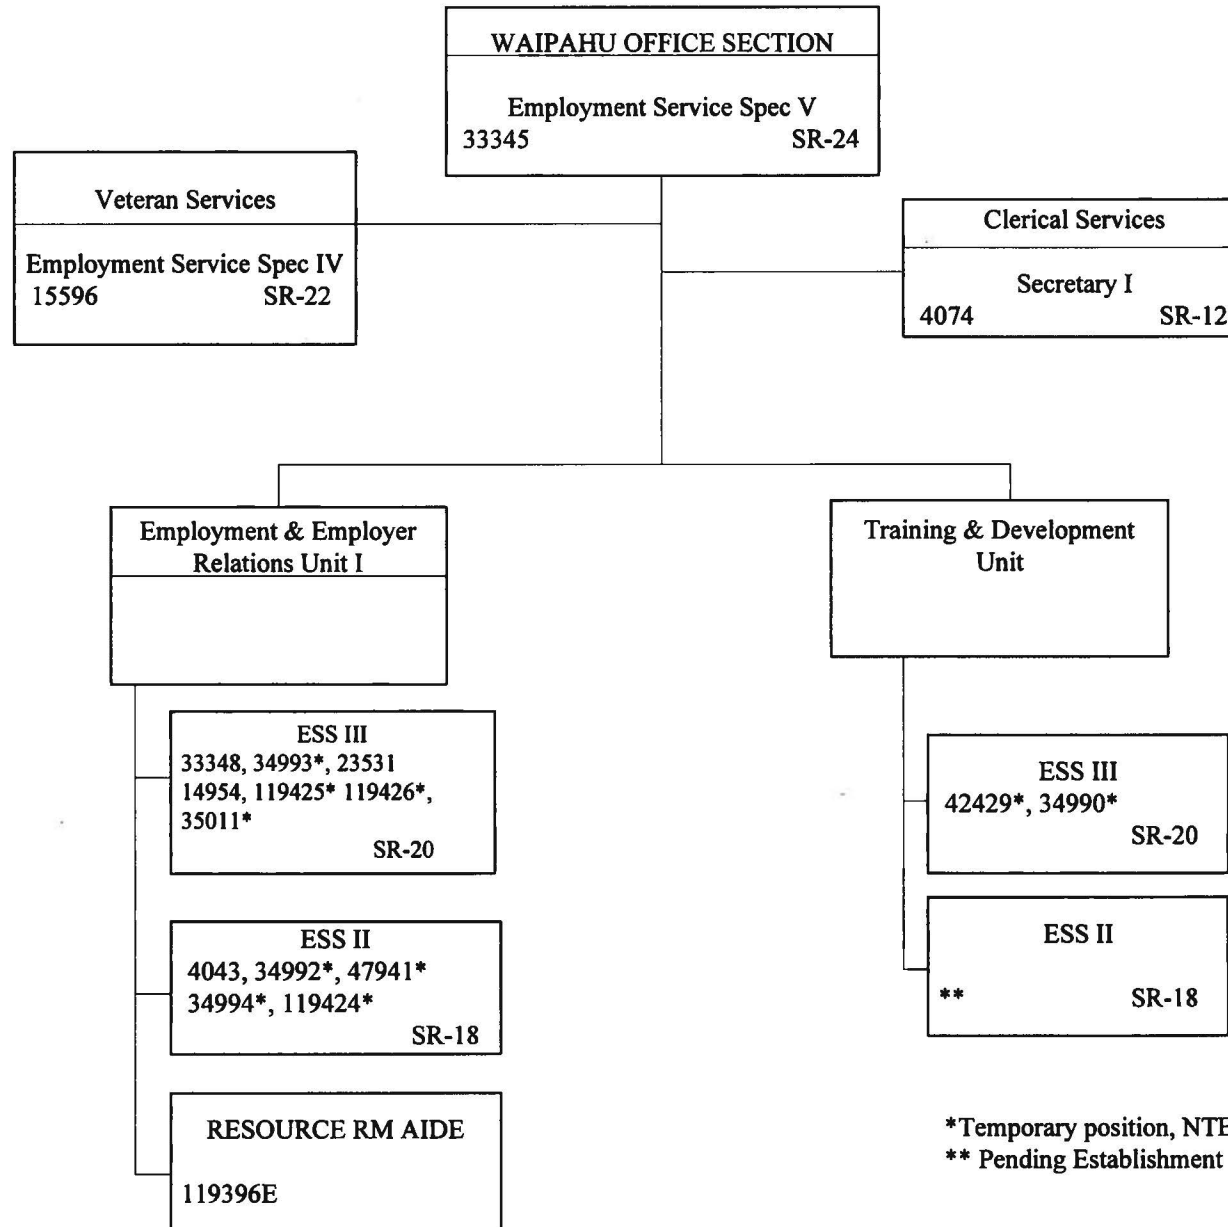 WAIPAHU OFFICE SECTION
Employment Service Spec V
33345 SR-24
Veteran Services
Employment Service Spec IV
15596 SR-22
Clerical Services
Secretary I
4074 SR-12
Employment & Employer
Relations Unit I
Training & Development
Unit
ESS III
33348, 34993*, 23531
14954, 119425* 119426*,
35011*
SR-20
ESS III
42429*, 34990*
SR-20
ESS II
4043, 34992*, 47941*
34994*, 119424*
SR-18
ESS II
** SR-18
RESOURCE RM AIDE
119396E
*Temporary position, NTE
** Pending Establishment